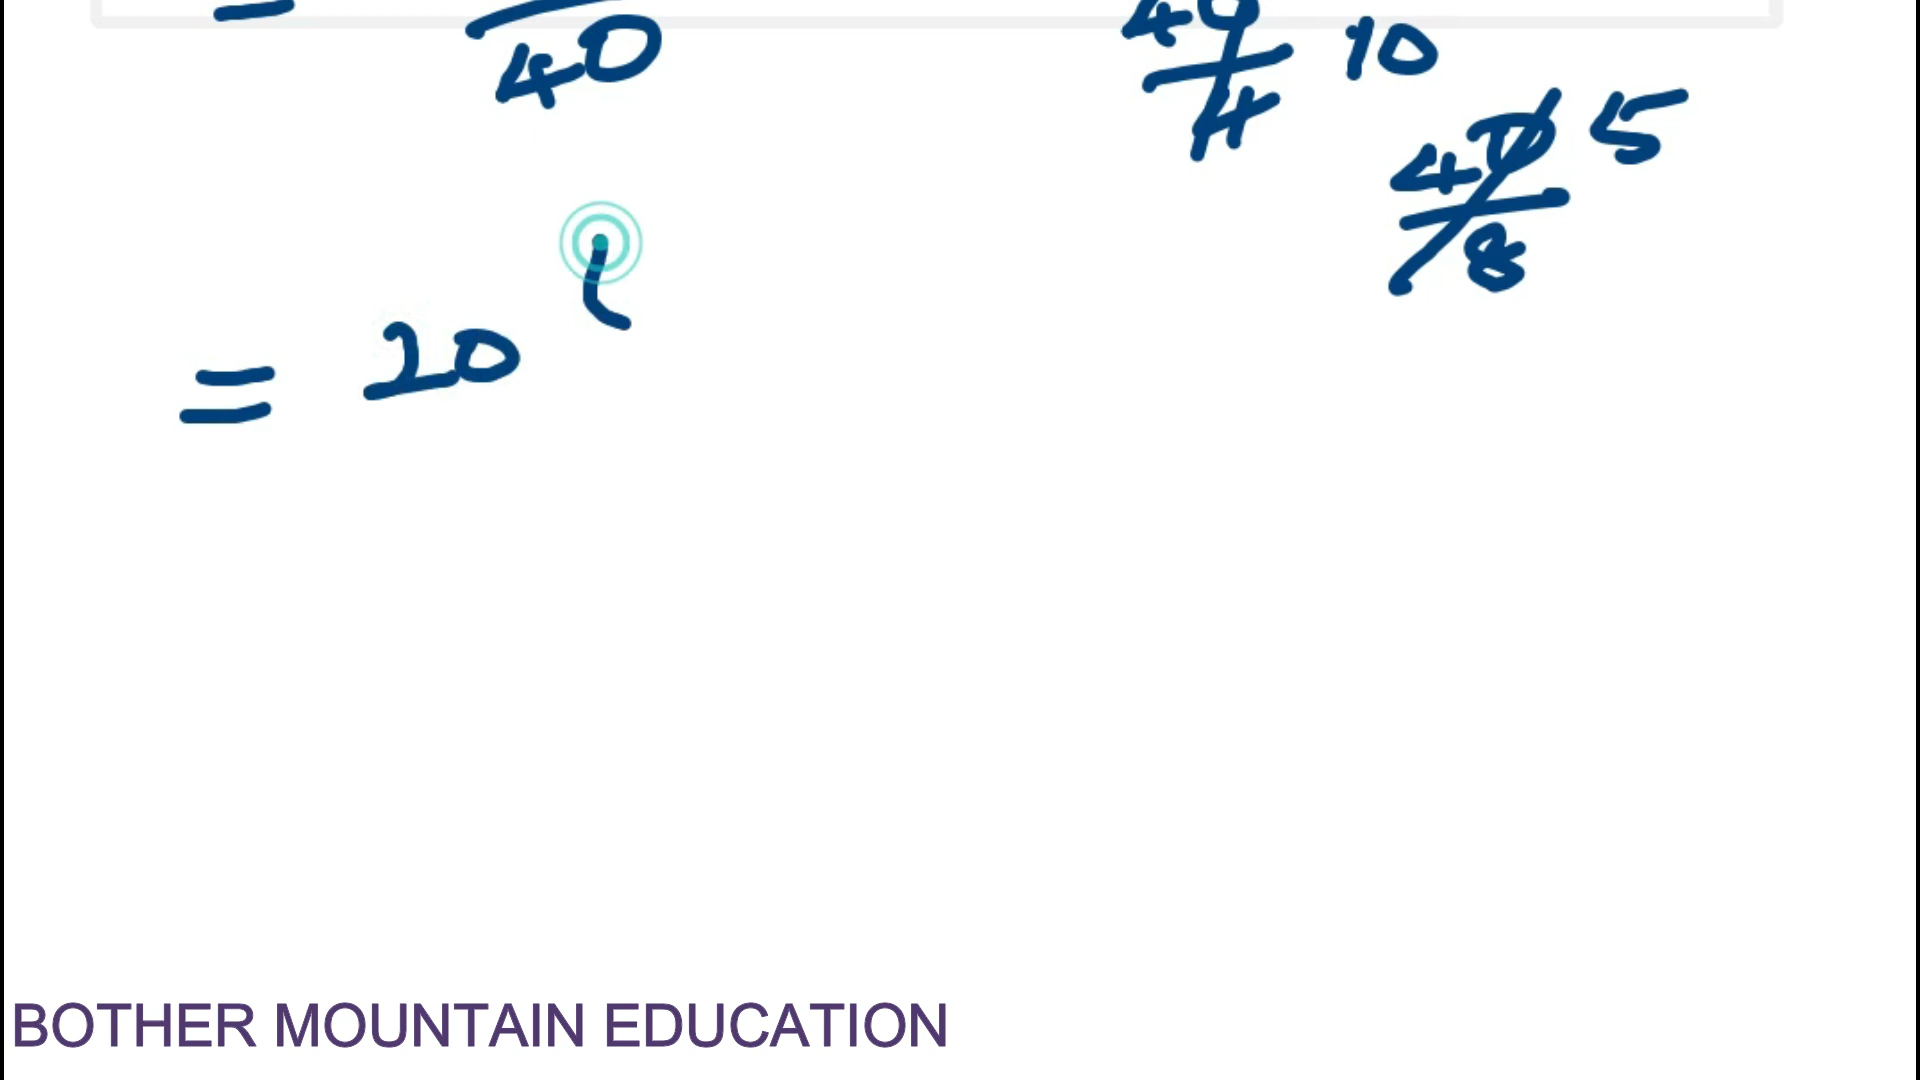 =
40
40/4 10
40/8 5
= 20 (
BOTHER MOUNTAIN EDUCATION